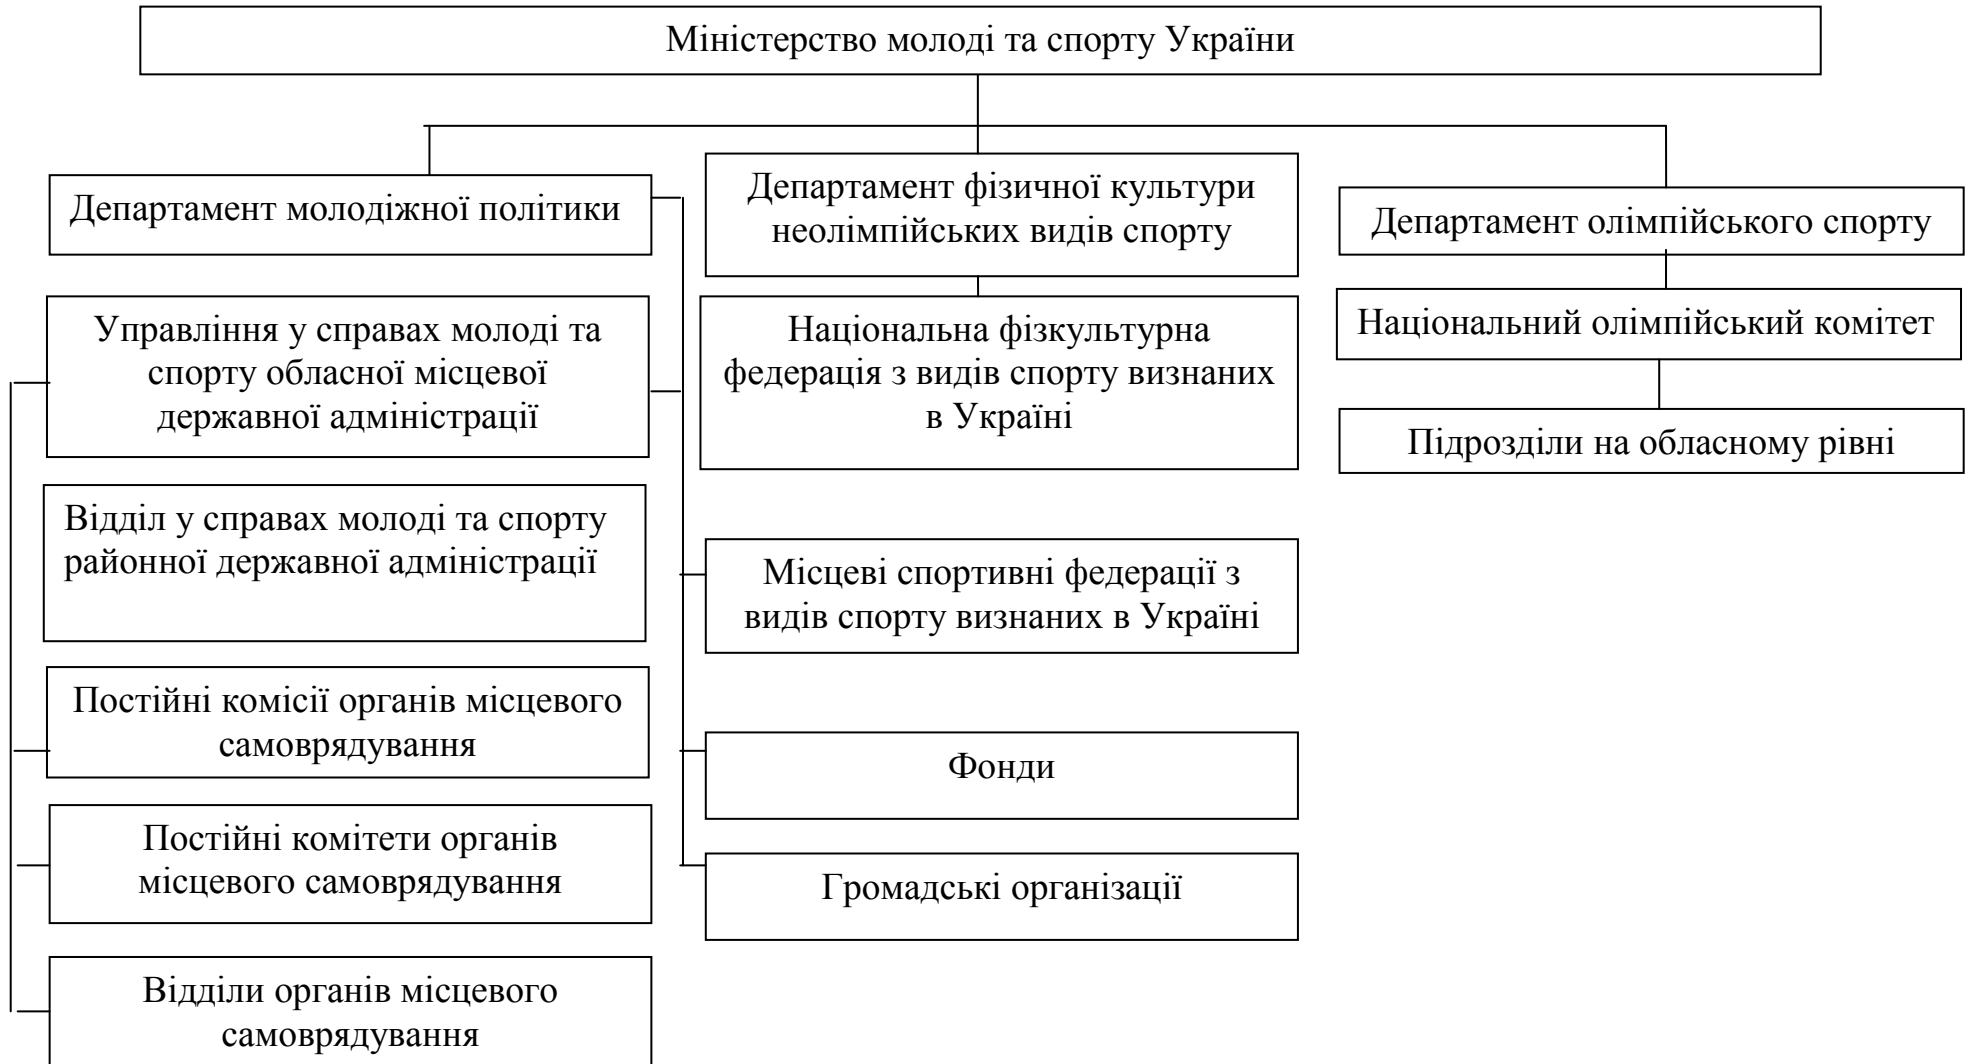 Міністерство молоді та спорту України
Департамент молодіжної політики
Департамент фізичної культури
неолімпійських видів спорту
Департамент олімпійського спорту
Управління у справах молоді та
спорту обласної місцевої
державної адміністрації
Національна фізкультурна
федерація з видів спорту визнаних
в Україні
Національний олімпійський комітет
Підрозділи на обласному рівні
Відділ у справах молоді та спорту
районної державної адміністрації
Місцеві спортивні федерації з
видів спорту визнаних в Україні
Постійні комісії органів місцевого
самоврядування
Фонди
Постійні комітети органів
місцевого самоврядування
Громадські організації
Відділи органів місцевого
самоврядування